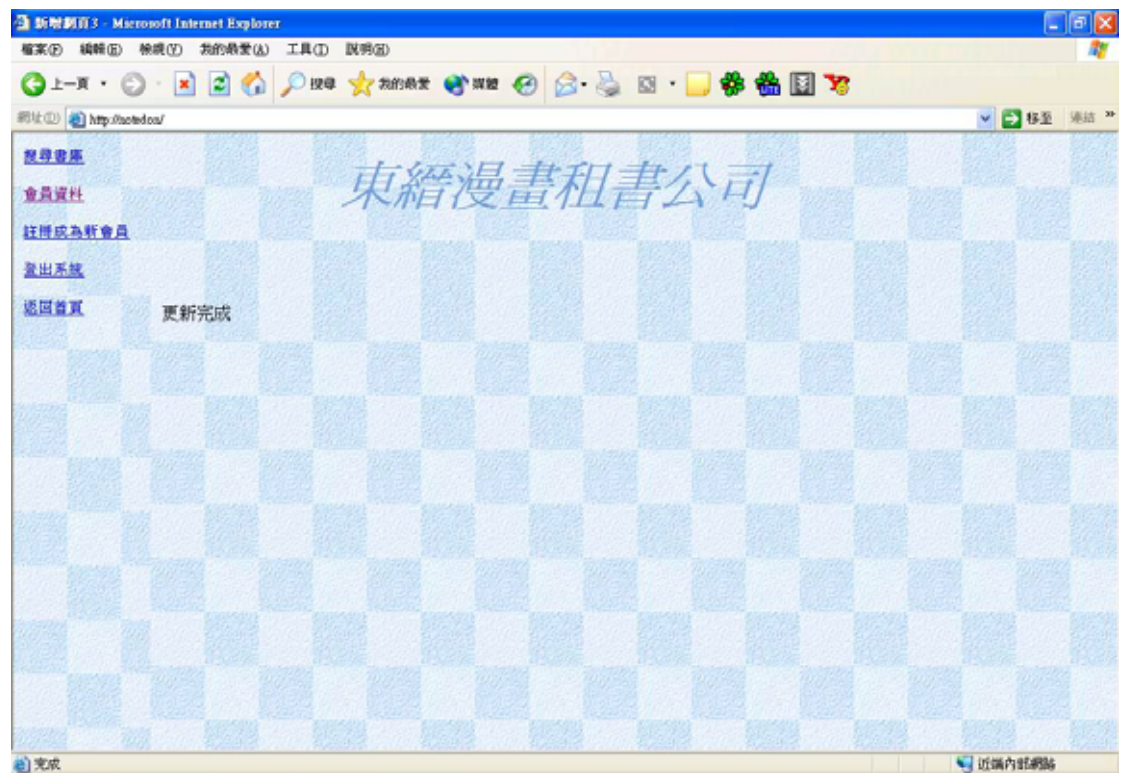 新增網頁3 - Microsoft Internet Explorer
檔案(F) 編輯(E) 檢視(V) 我的最愛(A) 工具(T) 說明(H)
上一頁 搜尋 我的最愛 媒體
網址(D) 移至 連結 »
搜尋書庫
東縉漫畫租書公司
會員資料
註冊成為新會員
登出系統
返回首頁
更新完成
完成 近端內部網路